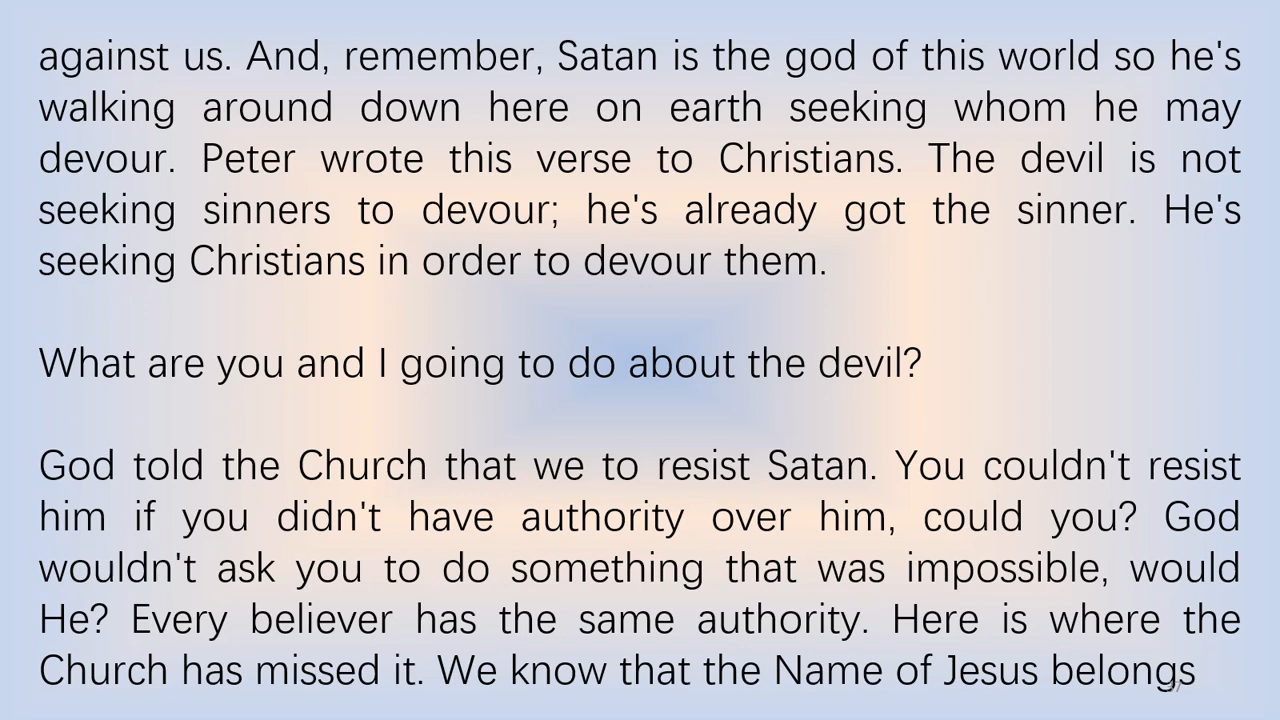 against us. And, remember, Satan is the god of this world so he's
walking around down here on earth seeking whom he may
devour. Peter wrote this verse to Christians. The devil is not
seeking sinners to devour; he's already got the sinner. He's
seeking Christians in order to devour them.
What are you and I going to do about the devil?
God told the Church that we to resist Satan. You couldn't resist
him if you didn't have authority over him, could you? God
wouldn't ask you to do something that was impossible, would
He? Every believer has the same authority. Here is where the
Church has missed it. We know that the Name of Jesus belongs